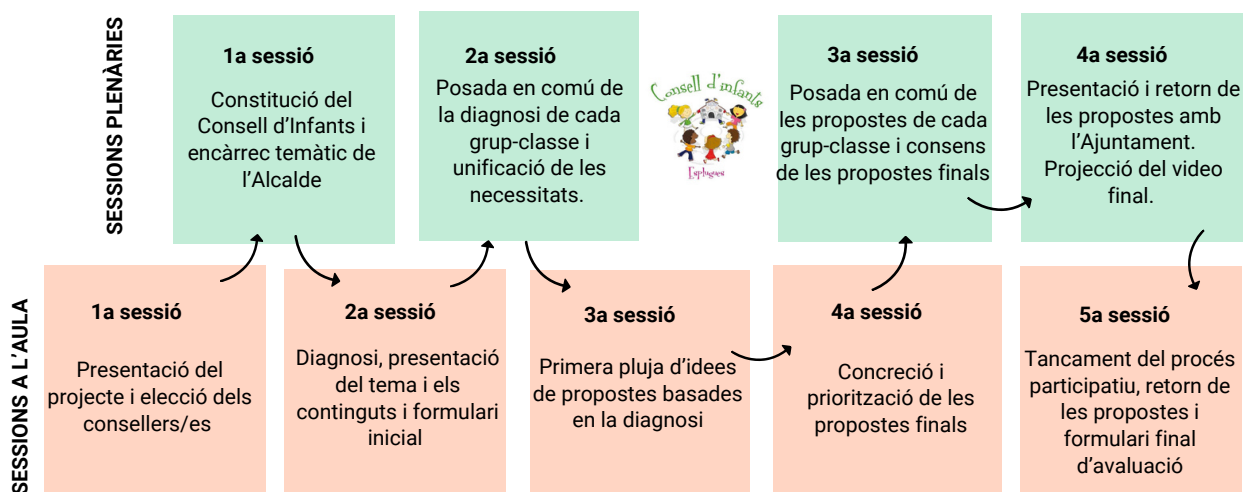 SESSIONS PLENÀRIES
1a sessió
Constitució del
Consell d'Infants i
encàrrec temàtic de
l'Alcalde
2a sessió
Posada en comú de
la diagnosi de cada
grup-classe i
unificació de les
necessitats.
Consell d'infants
Esplugues
3a sessió
Posada en comú de
les propostes de cada
grup-classe i consens
de les propostes finals
4a sessió
Presentació i retorn de
les propostes amb
l'Ajuntament.
Projecció del video
final.
SESSIONS A L'AULA
1a sessió
Presentació del
projecte i elecció dels
consellers/es
2a sessió
Diagnosi, presentació
del tema i els
continguts i formulari
inicial
3a sessió
Primera pluja d'idees
de propostes basades
en la diagnosi
4a sessió
Concreció i
priorització de les
propostes finals
5a sessió
Tancament del procés
participatiu, retorn de
les propostes i
formulari final
d'avaluació